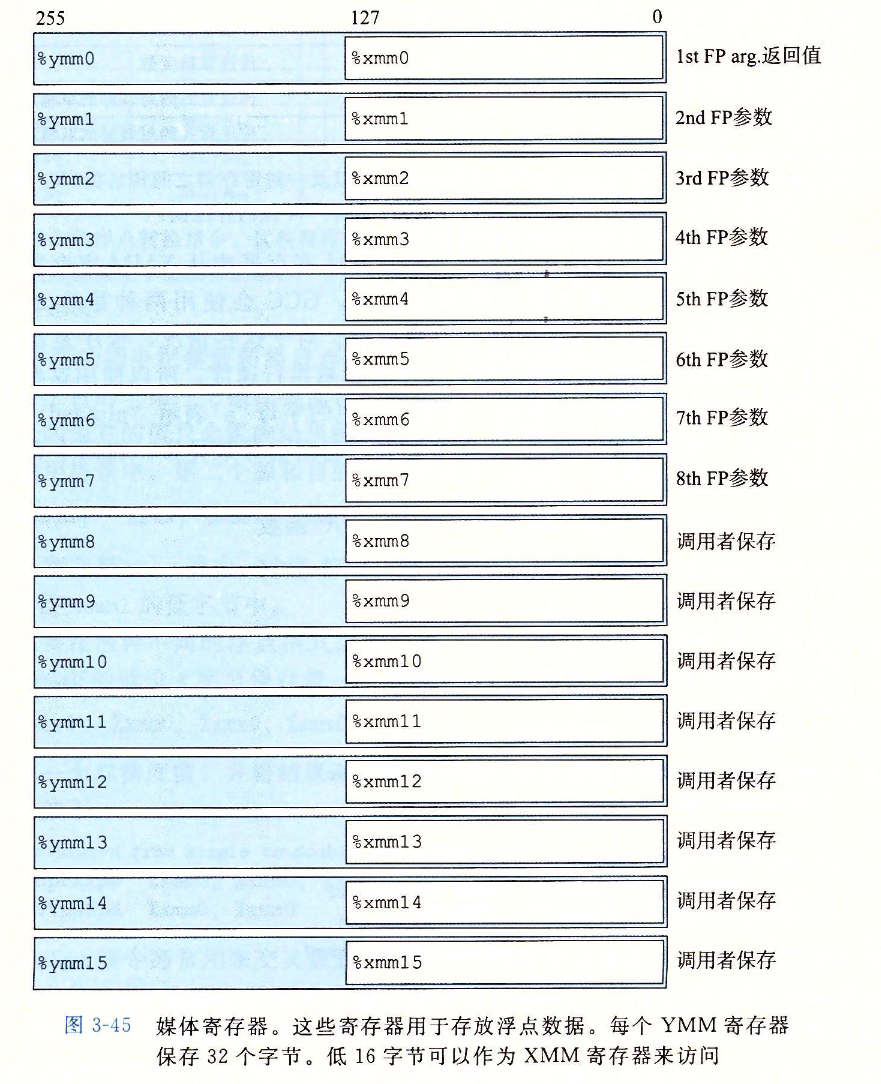 255 127 0
%ymm0 %xmm0 1st FP arg.返回值
%ymm1 %xmm1 2nd FP参数
%ymm2 %xmm2 3rd FP参数
%ymm3 %xmm3 4th FP参数
%ymm4 %xmm4 5th FP参数
%ymm5 %xmm5 6th FP参数
%ymm6 %xmm6 7th FP参数
%ymm7 %xmm7 8th FP参数
%ymm8 %xmm8 调用者保存
%ymm9 %xmm9 调用者保存
%ymm10 %xmm10 调用者保存
%ymm11 %xmm11 调用者保存
%ymm12 %xmm12 调用者保存
%ymm13 %xmm13 调用者保存
%ymm14 %xmm14 调用者保存
%ymm15 %xmm15 调用者保存
图 3-45 媒体寄存器。这些寄存器用于存放浮点数据。每个 YMM 寄存器
保存 32 个字节。低 16 字节可以作为 XMM 寄存器来访问